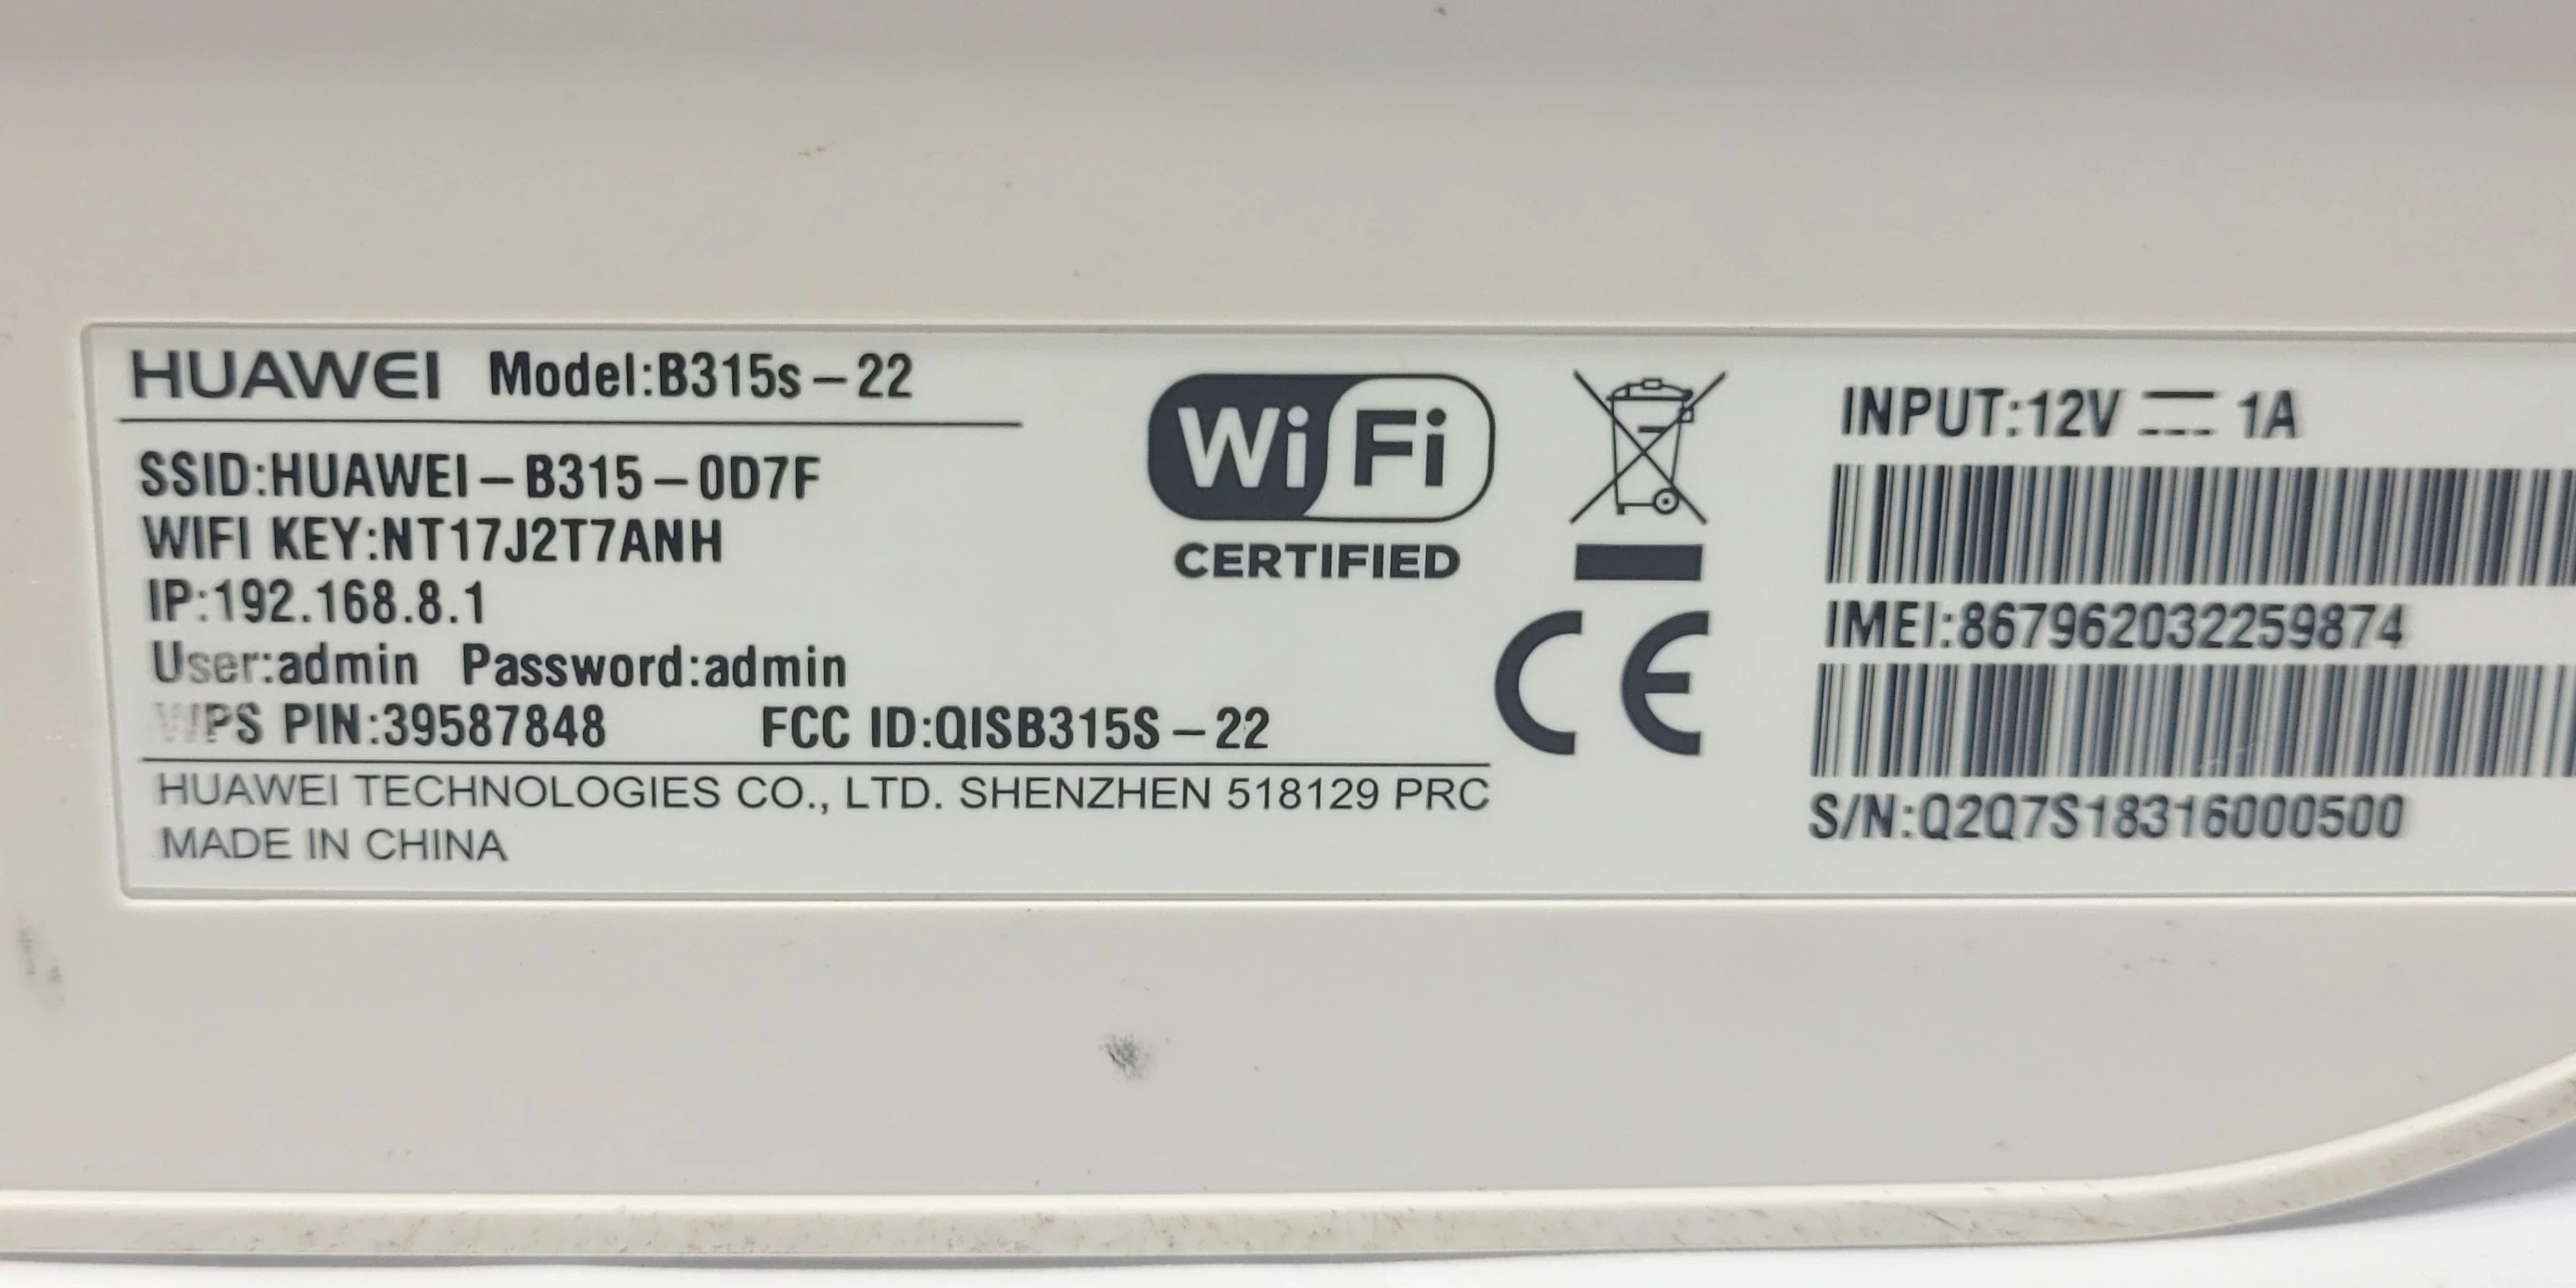 HUAWEI Model:B315s-22
SSID:HUAWEI-B315-0D7F
WIFI KEY:NT17J2T7ANH
IP:192.168.8.1
User:admin Password:admin
WPS PIN:39587848 FCC ID:QISB315S-22
HUAWEI TECHNOLOGIES CO., LTD. SHENZHEN 518129 PRC
MADE IN CHINA
WiFi
CERTIFIED
CE
INPUT:12V ⎓ 1A
IMEI:867962032259874
S/N:Q2Q7S18316000500